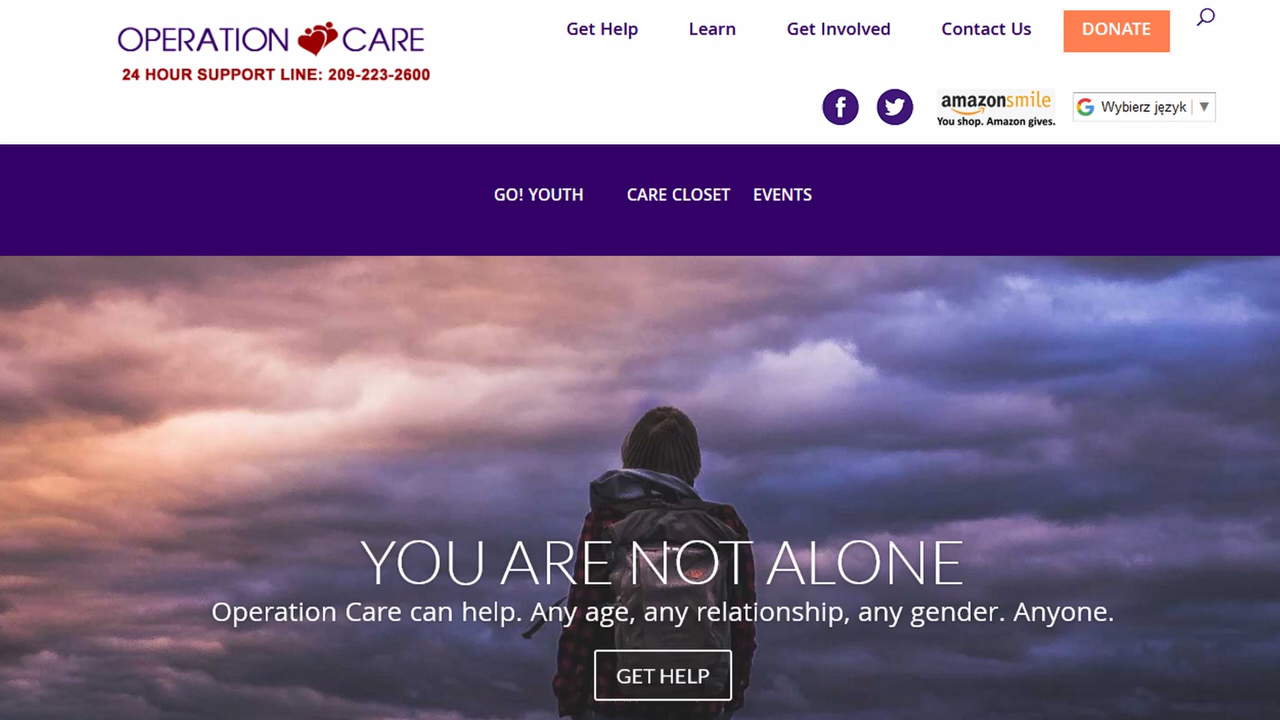 OPERATION CARE
24 HOUR SUPPORT LINE: 209-223-2600
Get Help Learn Get Involved Contact Us DONATE
amazonsmile
You shop. Amazon gives.
Wybierz język ▼
GO! YOUTH CARE CLOSET EVENTS
YOU ARE NOT ALONE
Operation Care can help. Any age, any relationship, any gender. Anyone.
GET HELP